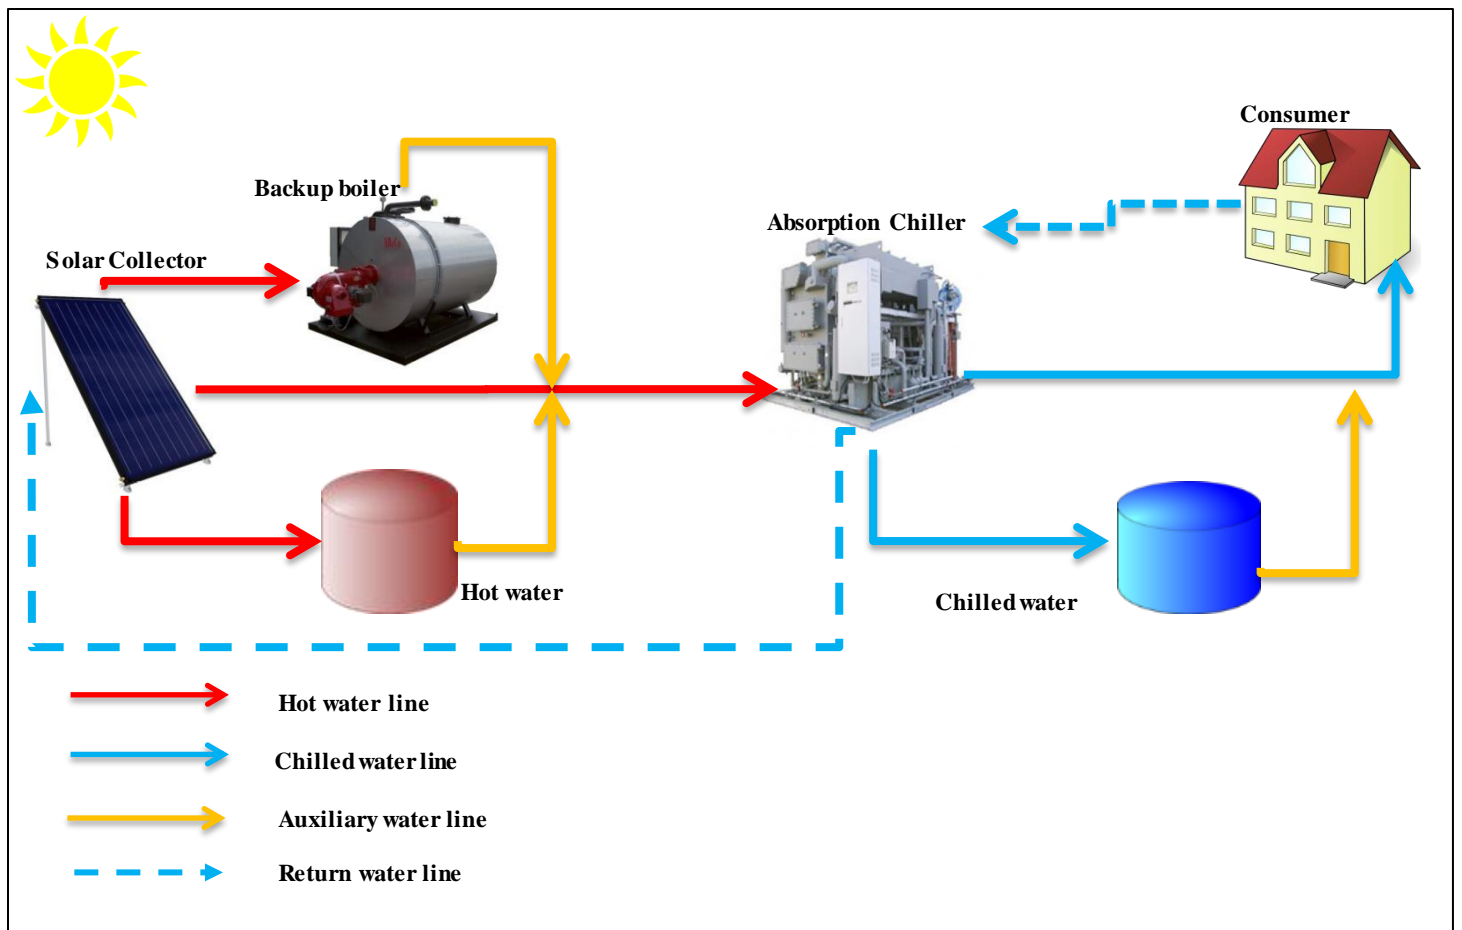 Consumer
Backup boiler
Absorption Chiller
Solar Collector
Hot water
Chilled water
Hot water line
Chilled water line
Auxiliary water line
Return water line